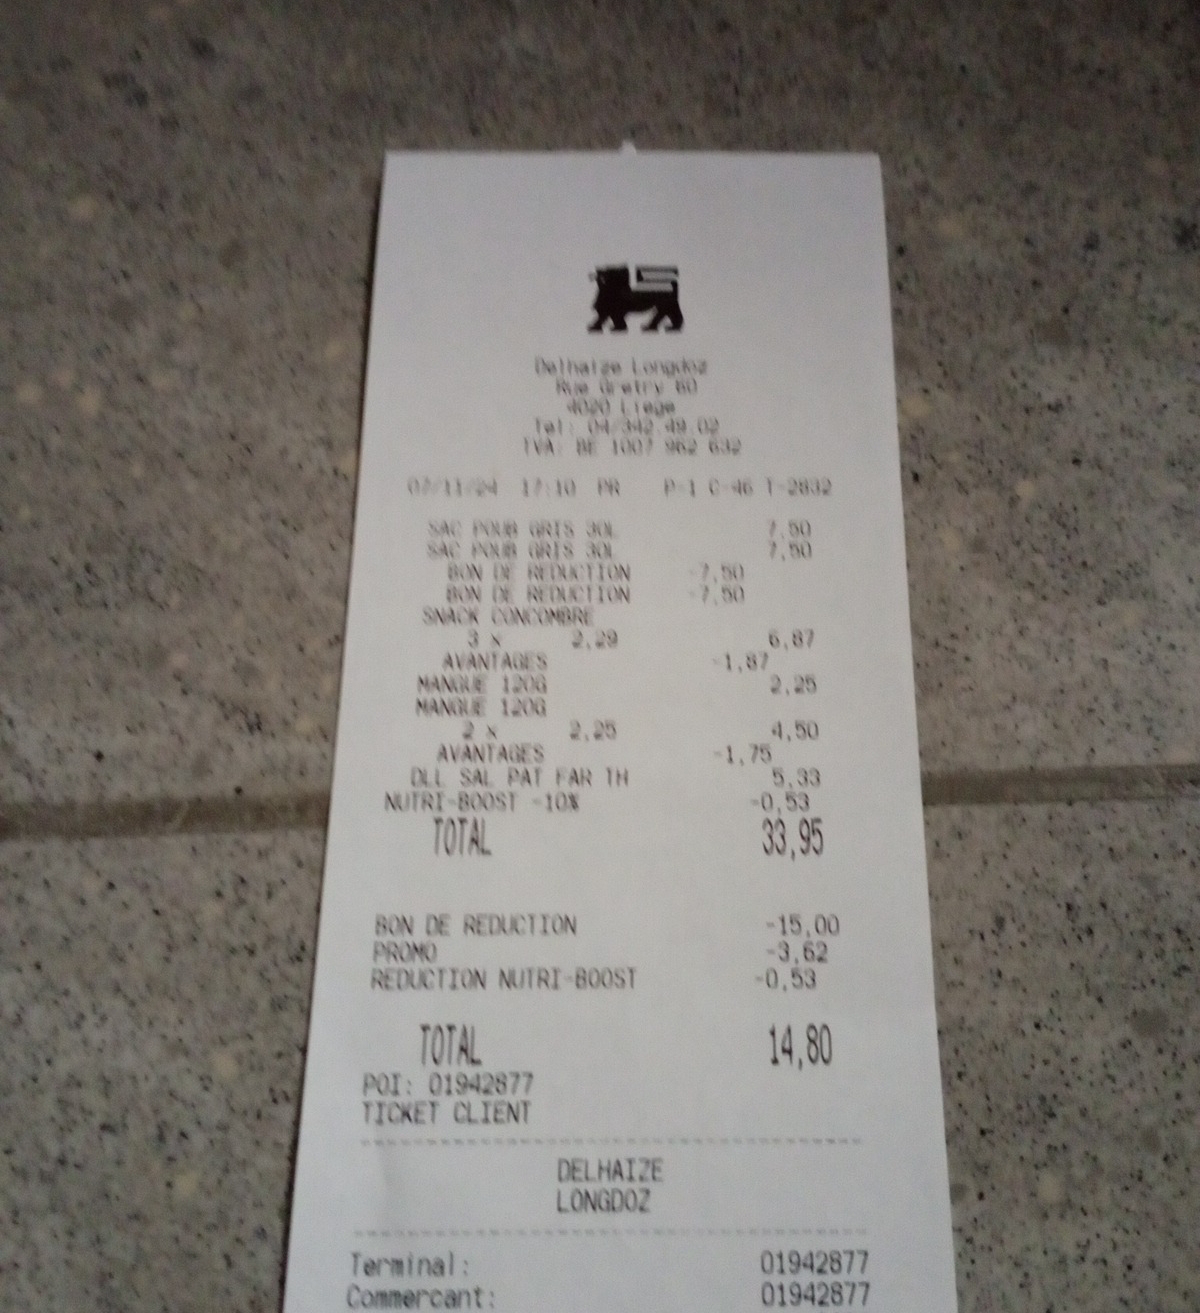 Delhaize Longdoz
Rue Gretry 60
4020 Liege
Tel: 04/342.49.02
TVA: BE 1007 962 632
07/11/24 17:10 PR P-1 C-46 T-2832
SAC POUB GRIS 30L 7,50
SAC POUB GRIS 30L 7,50
BON DE REDUCTION -7,50
BON DE REDUCTION -7,50
SNACK CONCOMBRE
3 x 2,29 6,87
AVANTAGES -1,87
MANGUE 120G 2,25
MANGUE 120G
2 x 2,25 4,50
AVANTAGES -1,75
DLL SAL PAT FAR TH 5,33
NUTRI-BOOST -10% -0,53
TOTAL 33,95
BON DE REDUCTION -15,00
PROMO -3,62
REDUCTION NUTRI-BOOST -0,53
TOTAL 14,80
POI: 01942877
TICKET CLIENT
DELHAIZE
LONGDOZ
Terminal: 01942877
Commercant: 01942877